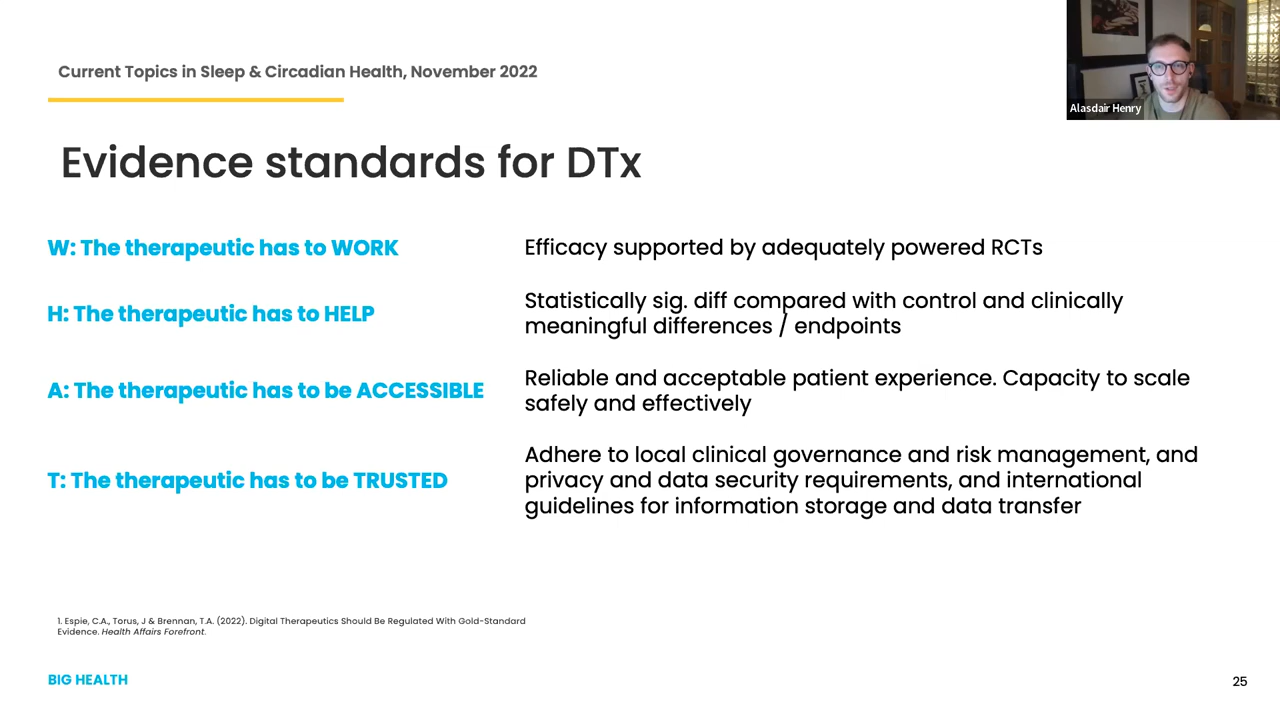 Current Topics in Sleep & Circadian Health, November 2022
Alasdair Henry
Evidence standards for DTx
W: The therapeutic has to WORK
Efficacy supported by adequately powered RCTs
H: The therapeutic has to HELP
Statistically sig. diff compared with control and clinically
meaningful differences / endpoints
A: The therapeutic has to be ACCESSIBLE
Reliable and acceptable patient experience. Capacity to scale
safely and effectively
T: The therapeutic has to be TRUSTED
Adhere to local clinical governance and risk management, and
privacy and data security requirements, and international
guidelines for information storage and data transfer
1. Espie, C.A., Torus, J & Brennan, T.A. (2022). Digital Therapeutics Should Be Regulated With Gold-Standard
Evidence. Health Affairs Forefront.
BIG HEALTH
25